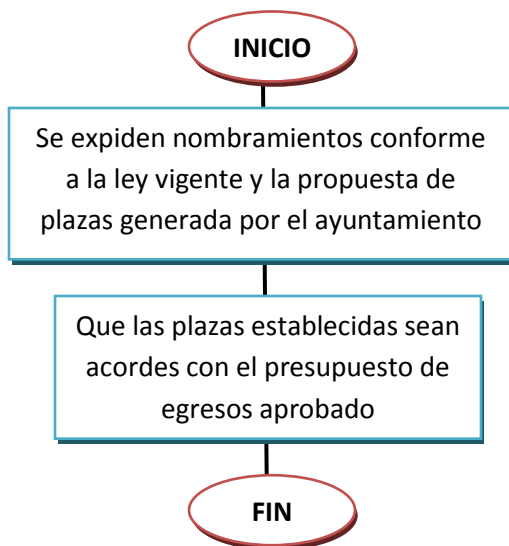 INICIO
Se expiden nombramientos conforme
a la ley vigente y la propuesta de
plazas generada por el ayuntamiento
Que las plazas establecidas sean
acordes con el presupuesto de
egresos aprobado
FIN